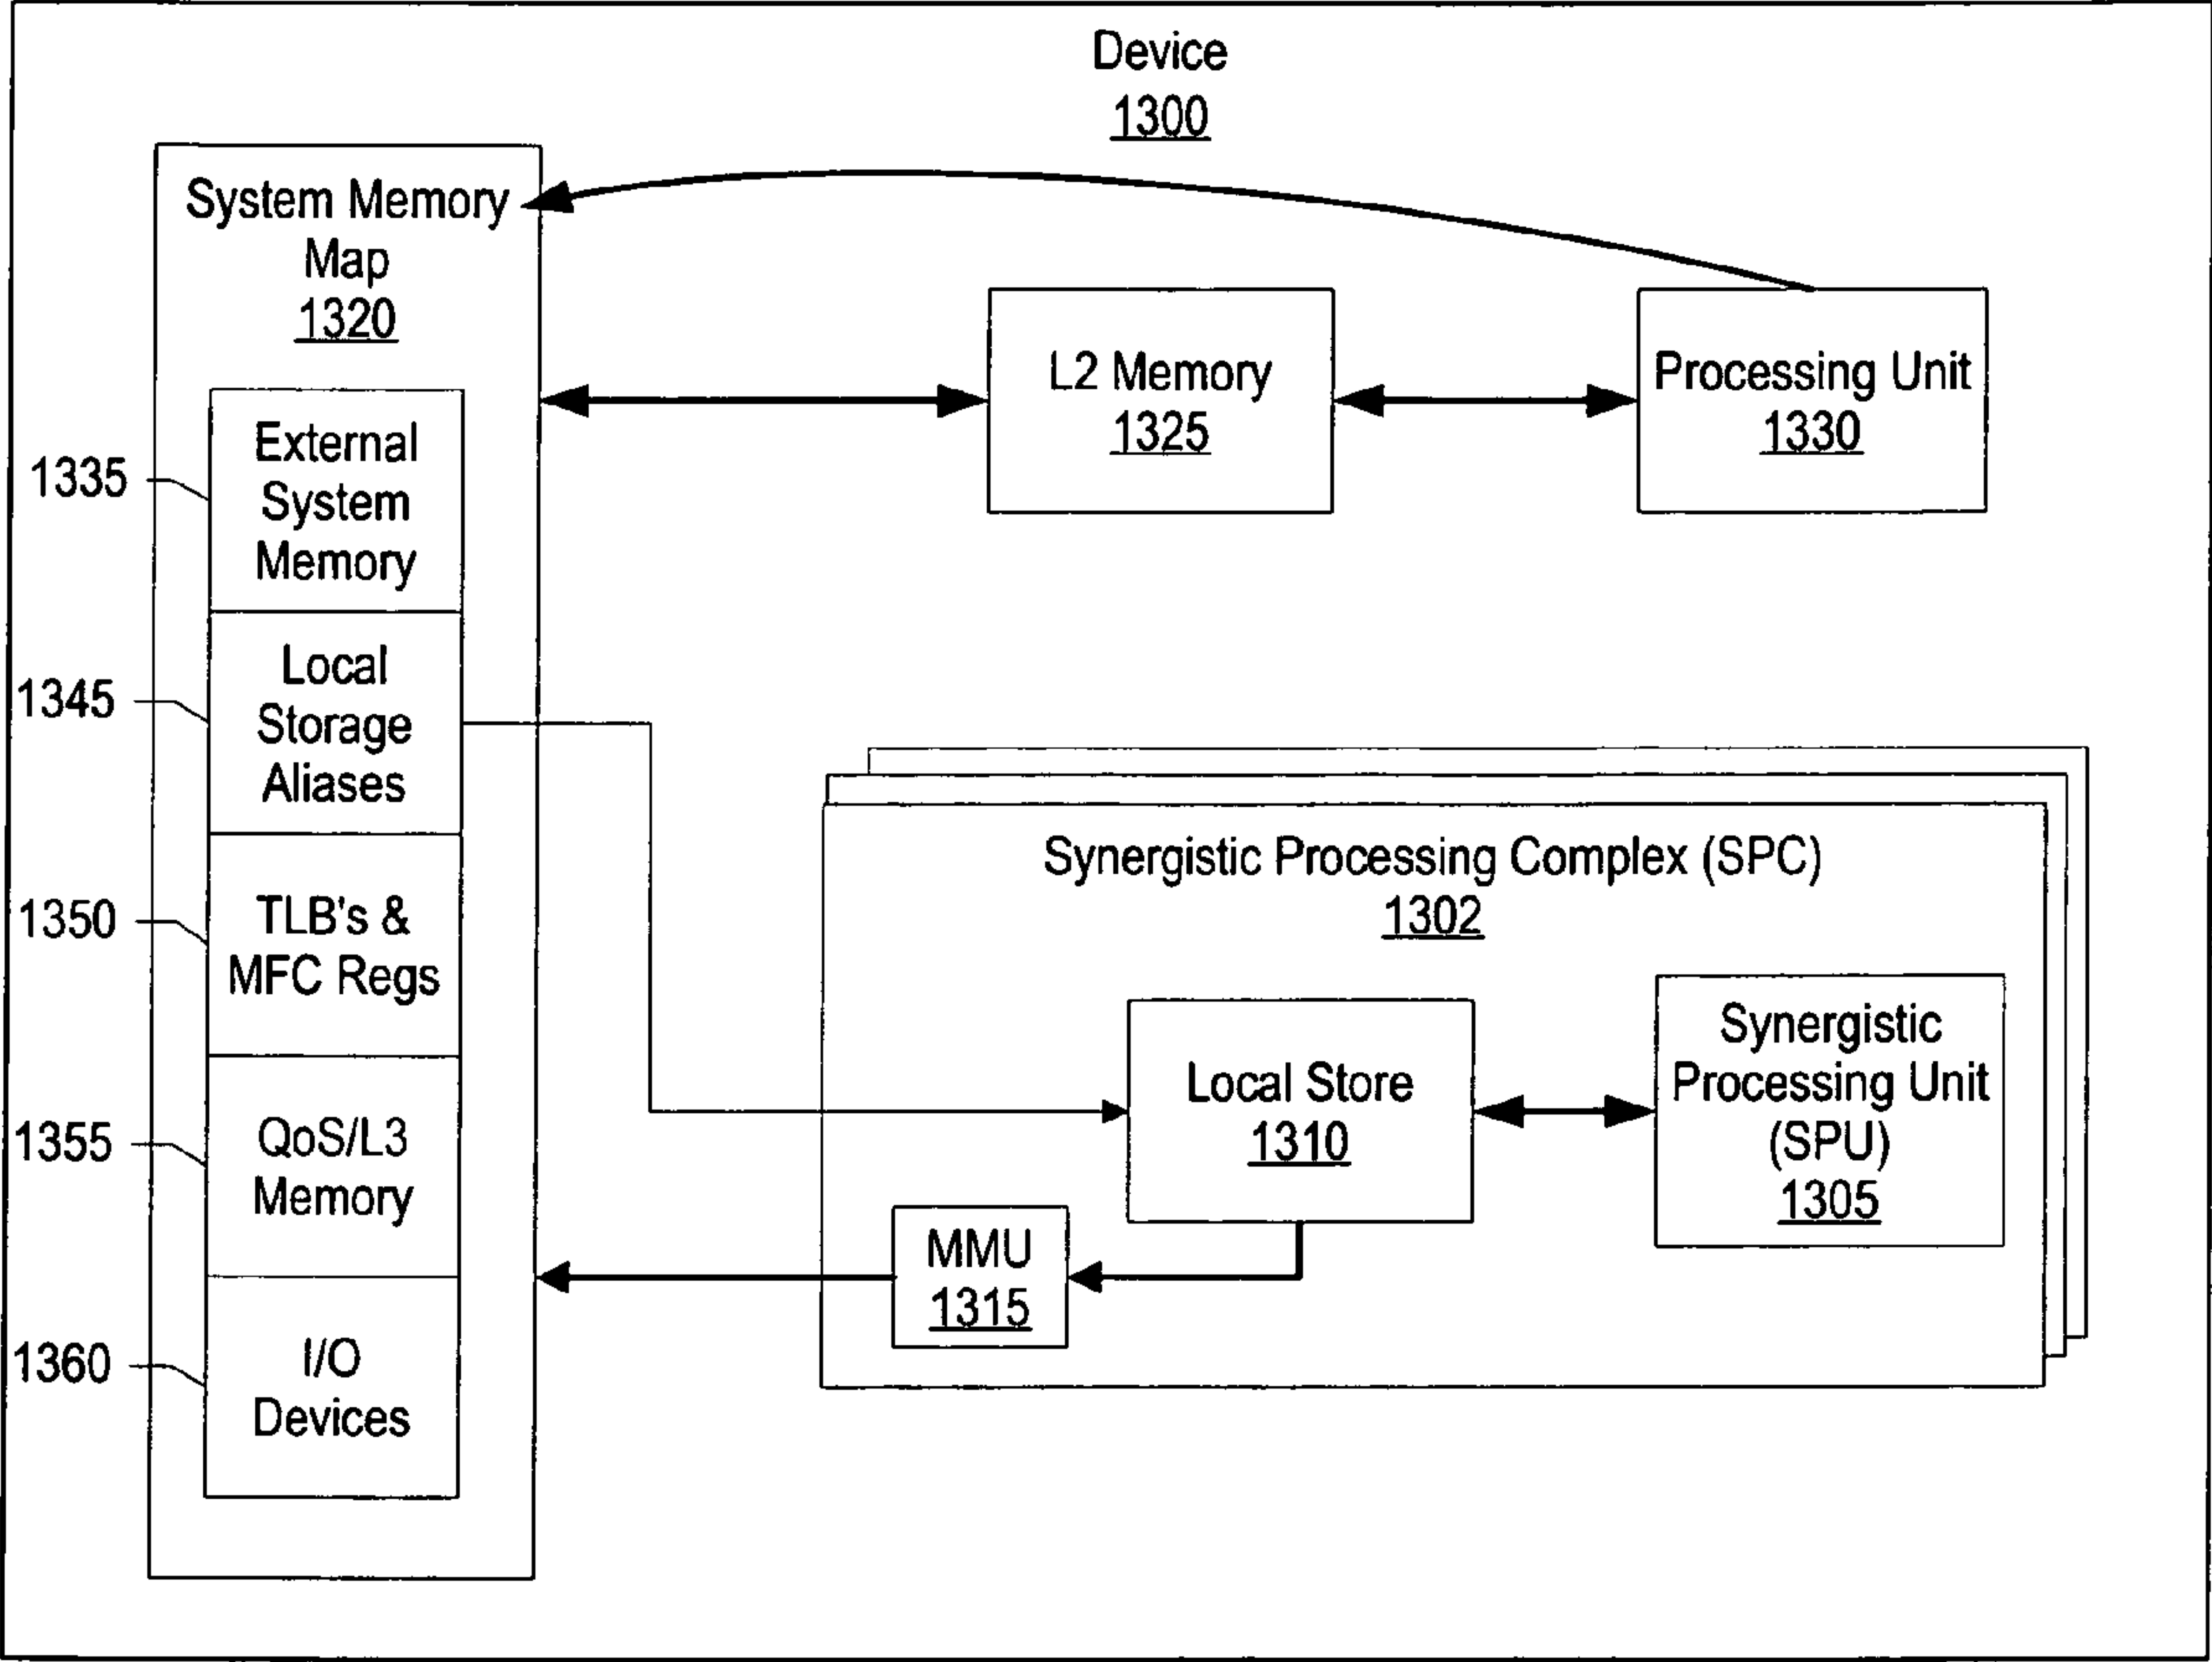 Device
1300
System Memory
Map
1320
External
System
Memory
1335
Local
Storage
Aliases
1345
TLB's &
MFC Regs
1350
QoS/L3
Memory
1355
I/O
Devices
1360
L2 Memory
1325
Processing Unit
1330
Synergistic Processing Complex (SPC)
1302
Local Store
1310
Synergistic
Processing Unit
(SPU)
1305
MMU
1315